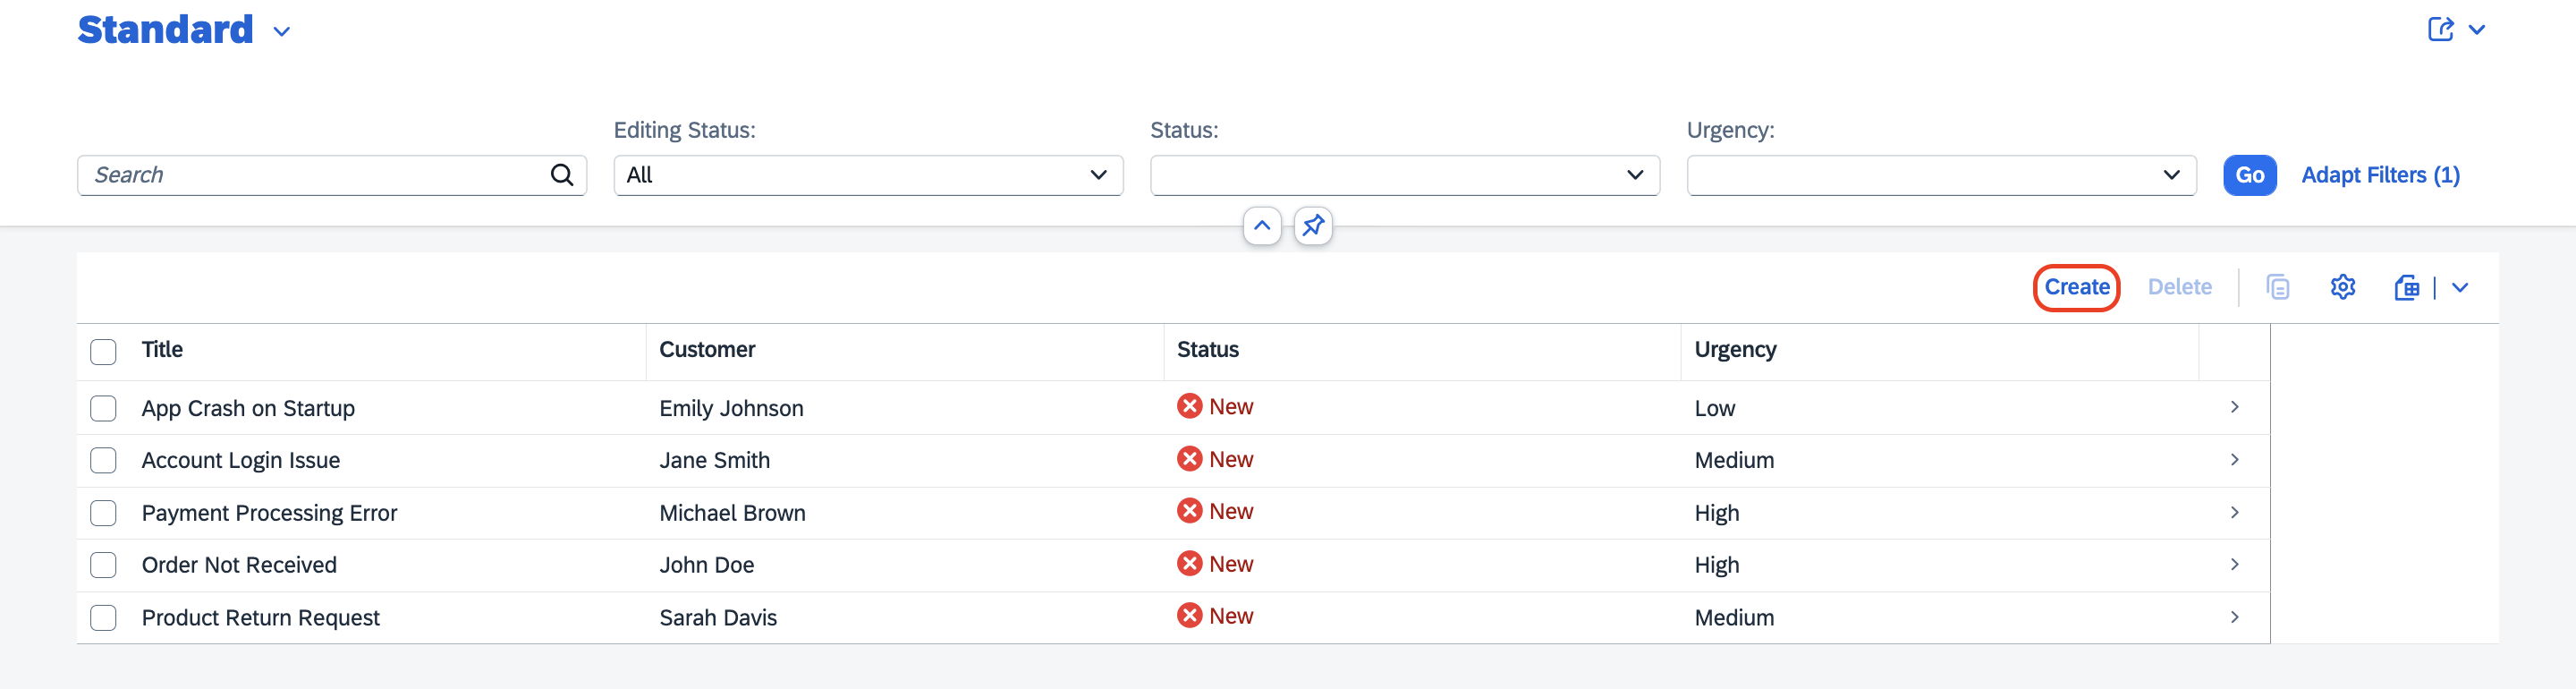 Standard
Editing Status:
Status:
Urgency:
Search
All
Go
Adapt Filters (1)
Create
Delete
Title Customer Status Urgency
App Crash on Startup Emily Johnson New Low
Account Login Issue Jane Smith New Medium
Payment Processing Error Michael Brown New High
Order Not Received John Doe New High
Product Return Request Sarah Davis New Medium